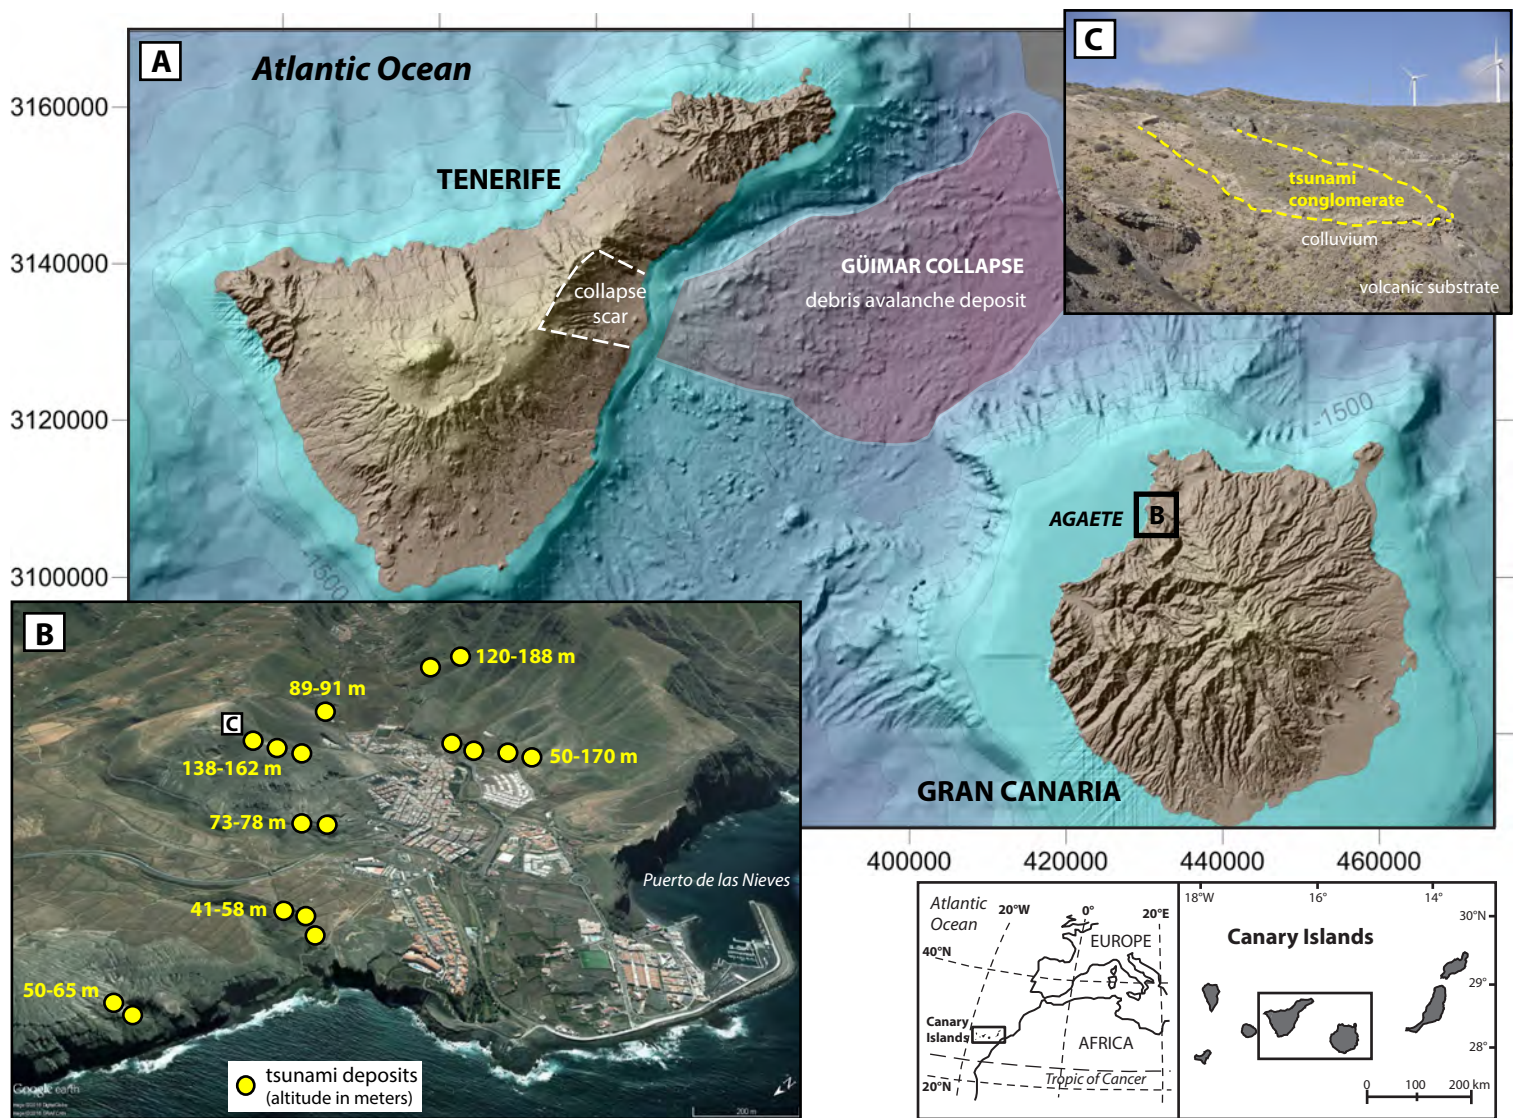 A
Atlantic Ocean
TENERIFE
collapse
scar
GÜIMAR COLLAPSE
debris avalanche deposit
-1500
-1500
AGAETE
B
GRAN CANARIA
3160000
3140000
3120000
3100000
400000
420000
440000
460000
C
tsunami
conglomerate
colluvium
volcanic substrate
B
120-188 m
89-91 m
C
138-162 m
50-170 m
73-78 m
41-58 m
50-65 m
Puerto de las Nieves
Google earth
N
200 m
tsunami deposits
(altitude in meters)
Atlantic
Ocean
20°W
0°
20°E
40°N
EUROPE
Canary
Islands
AFRICA
20°N
Tropic of Cancer
18°W
16°
14°
30°N
Canary Islands
29°
28°
0 100 200 km